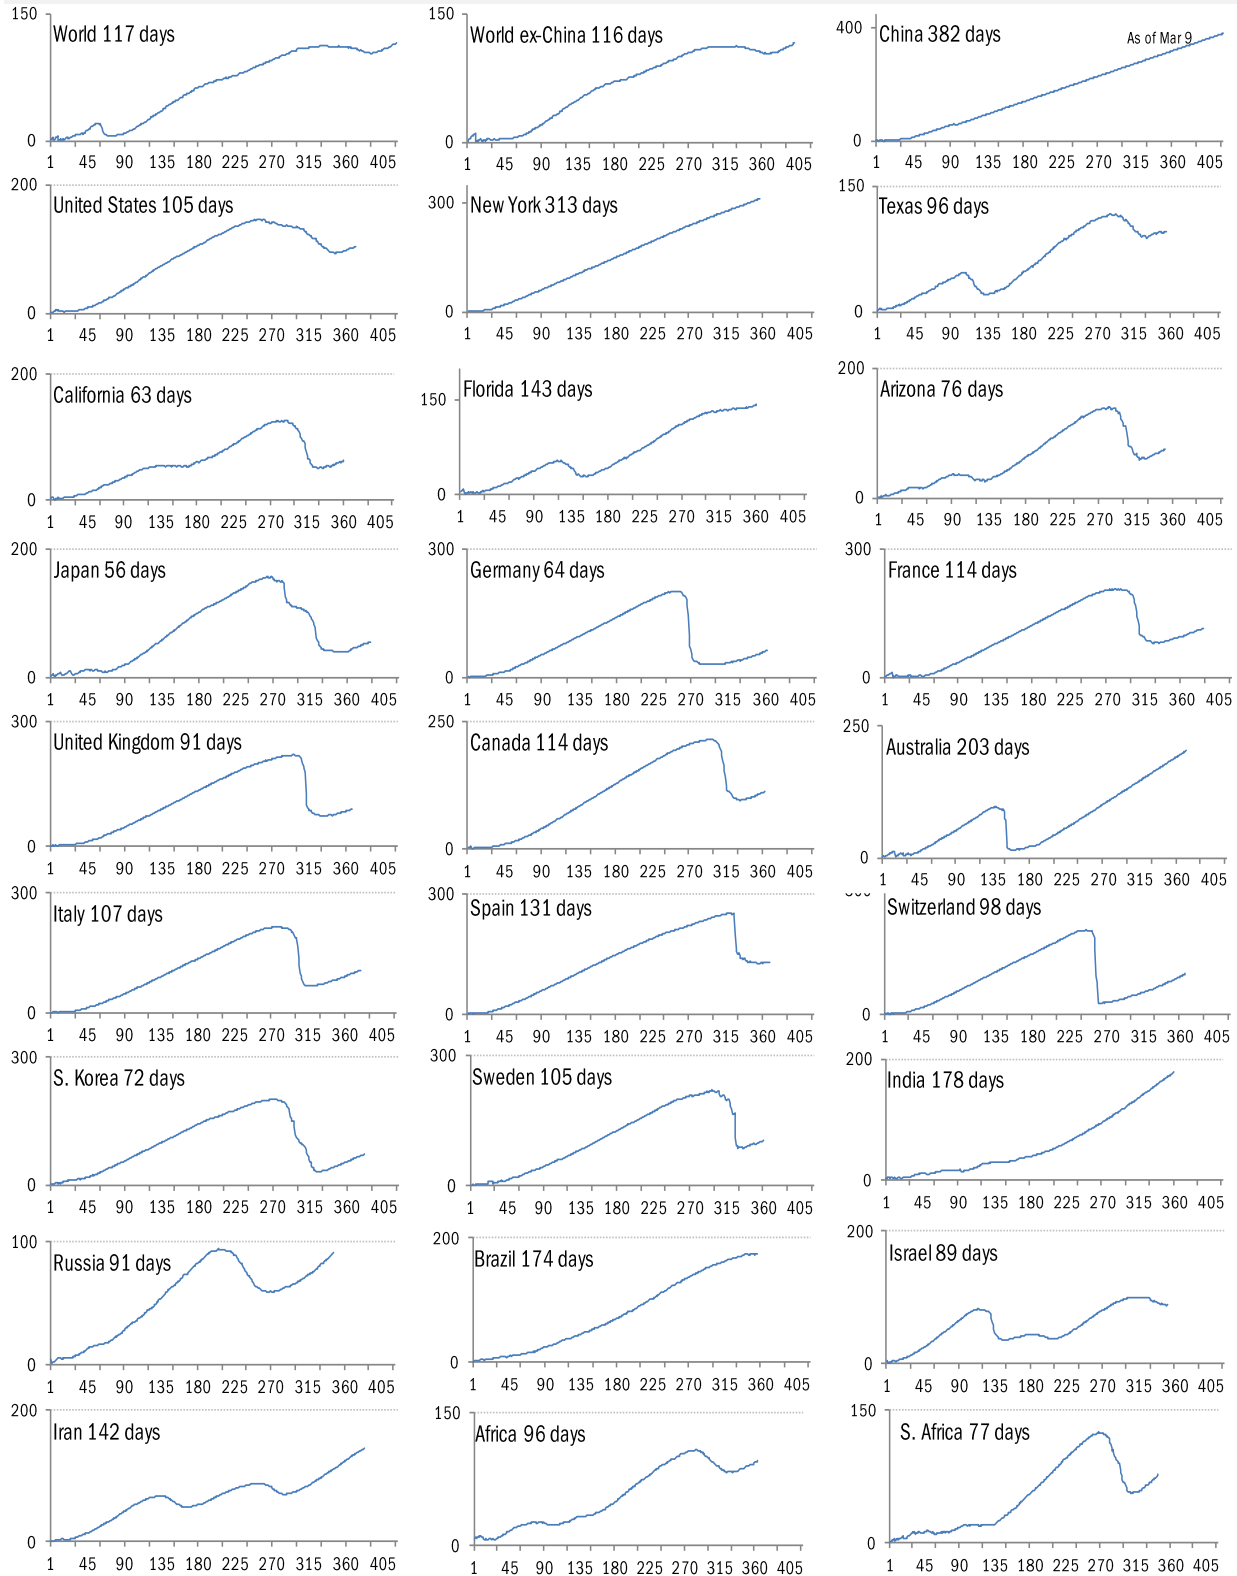 150
World 117 days
0
1 45 90 135 180 225 270 315 360 405
150
World ex-China 116 days
0
1 45 90 135 180 225 270 315 360 405
400
China 382 days
As of Mar 9
0
1 45 90 135 180 225 270 315 360 405
200
United States 105 days
0
1 45 90 135 180 225 270 315 360 405
300
New York 313 days
0
1 45 90 135 180 225 270 315 360 405
150
Texas 96 days
0
1 45 90 135 180 225 270 315 360 405
200
California 63 days
0
1 45 90 135 180 225 270 315 360 405
Florida 143 days
150
0
1 45 90 135 180 225 270 315 360 405
200
Arizona 76 days
0
1 45 90 135 180 225 270 315 360 405
200
Japan 56 days
0
1 45 90 135 180 225 270 315 360 405
300
Germany 64 days
0
1 45 90 135 180 225 270 315 360 405
300
France 114 days
0
1 45 90 135 180 225 270 315 360 405
300
United Kingdom 91 days
0
1 45 90 135 180 225 270 315 360 405
250
Canada 114 days
0
1 45 90 135 180 225 270 315 360 405
250
Australia 203 days
0
1 45 90 135 180 225 270 315 360 405
300
Italy 107 days
0
1 45 90 135 180 225 270 315 360 405
300
Spain 131 days
0
1 45 90 135 180 225 270 315 360 405
Switzerland 98 days
0
1 45 90 135 180 225 270 315 360 405
300
S. Korea 72 days
0
1 45 90 135 180 225 270 315 360 405
300
Sweden 105 days
0
1 45 90 135 180 225 270 315 360 405
200
India 178 days
0
1 45 90 135 180 225 270 315 360 405
100
Russia 91 days
0
1 45 90 135 180 225 270 315 360 405
200
Brazil 174 days
0
1 45 90 135 180 225 270 315 360 405
200
Israel 89 days
0
1 45 90 135 180 225 270 315 360 405
200
Iran 142 days
0
1 45 90 135 180 225 270 315 360 405
150
Africa 96 days
0
1 45 90 135 180 225 270 315 360 405
150
S. Africa 77 days
0
1 45 90 135 180 225 270 315 360 405